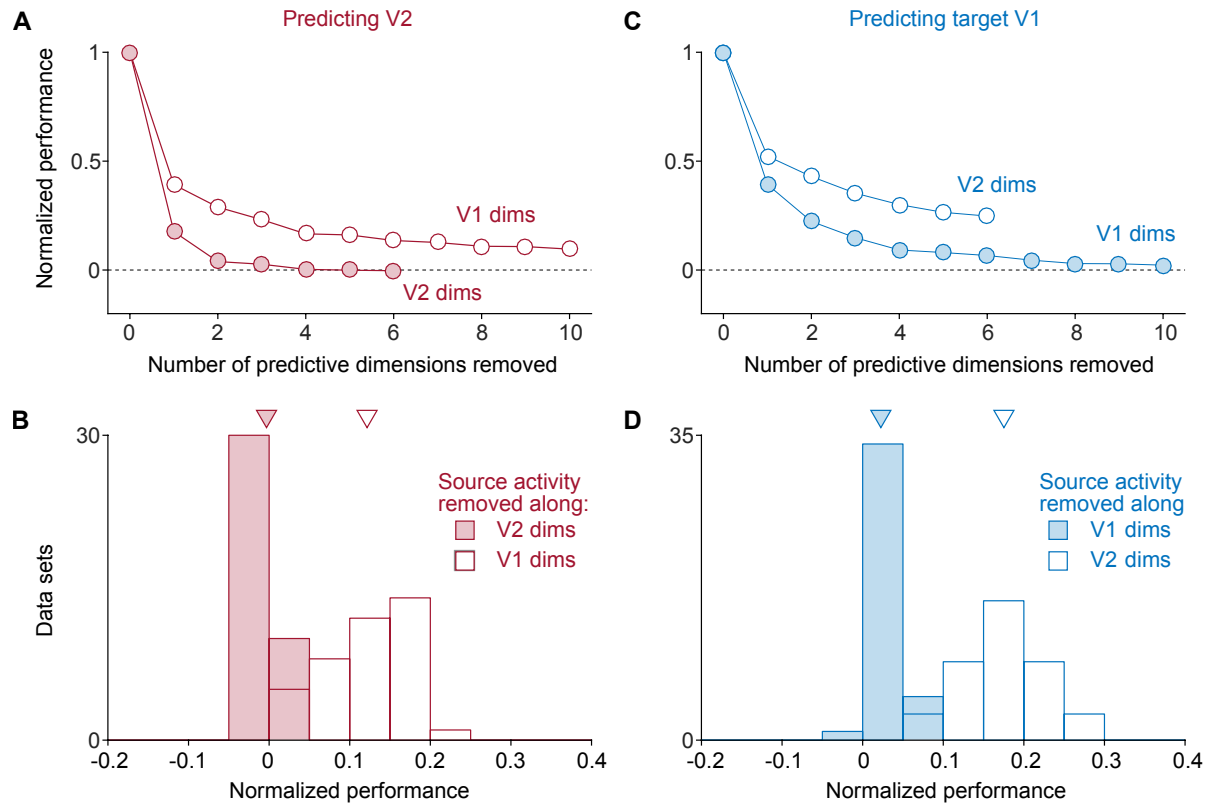 A
Predicting V2
Normalized performance
1
0.5
0
V1 dims
V2 dims
0 2 4 6 8 10
Number of predictive dimensions removed
C
Predicting target V1
1
0.5
0
V2 dims
V1 dims
0 2 4 6 8 10
Number of predictive dimensions removed
B
Data sets
30
0
Source activity
removed along:
V2 dims
V1 dims
-0.2 -0.1 0 0.1 0.2 0.3 0.4
Normalized performance
D
35
0
Source activity
removed along
V1 dims
V2 dims
-0.2 -0.1 0 0.1 0.2 0.3 0.4
Normalized performance